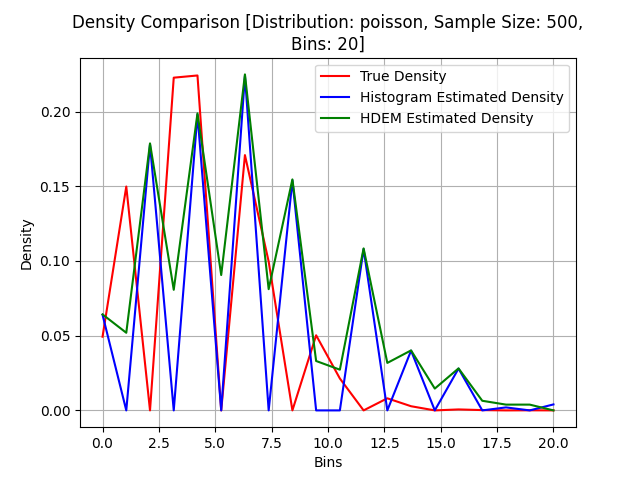 Density Comparison [Distribution: poisson, Sample Size: 500,
Bins: 20]
True Density
Histogram Estimated Density
HDEM Estimated Density
Density
0.20
0.15
0.10
0.05
0.00
0.0 2.5 5.0 7.5 10.0 12.5 15.0 17.5 20.0
Bins